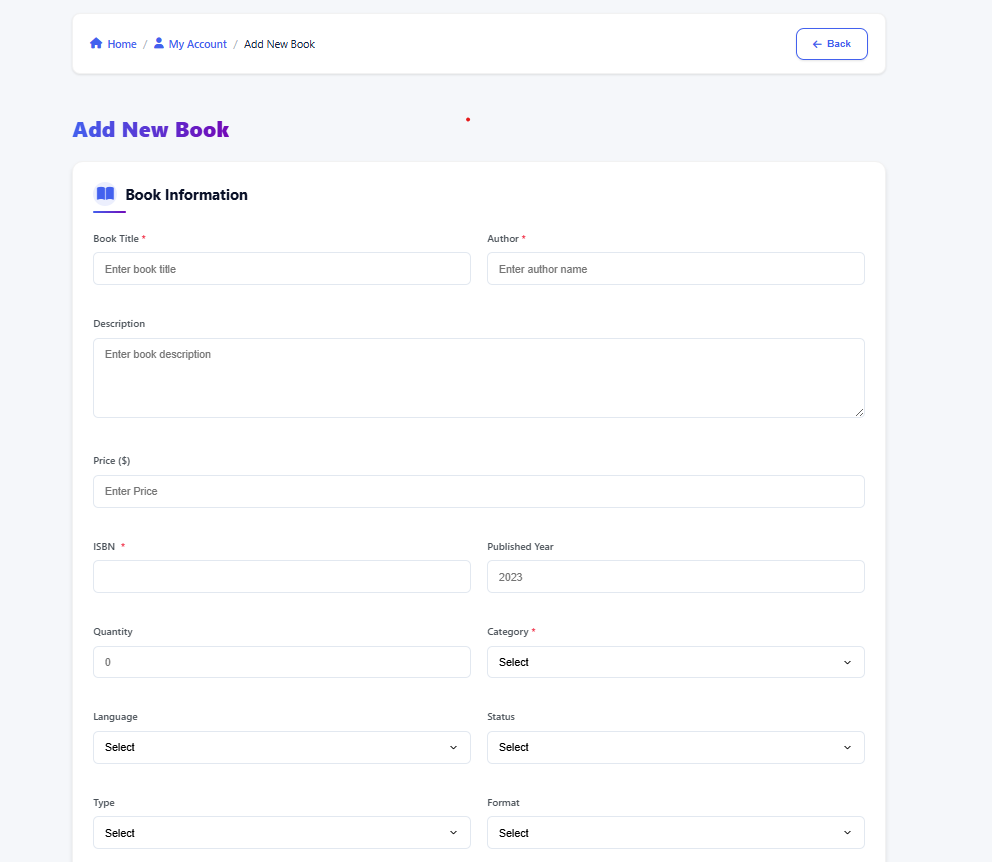 Home / My Account / Add New Book
Back
Add New Book
Book Information
Book Title * Author *
Enter book title Enter author name
Description
Enter book description
Price ($)
Enter Price
ISBN * Published Year
2023
Quantity Category *
0 Select
Language Status
Select Select
Type Format
Select Select